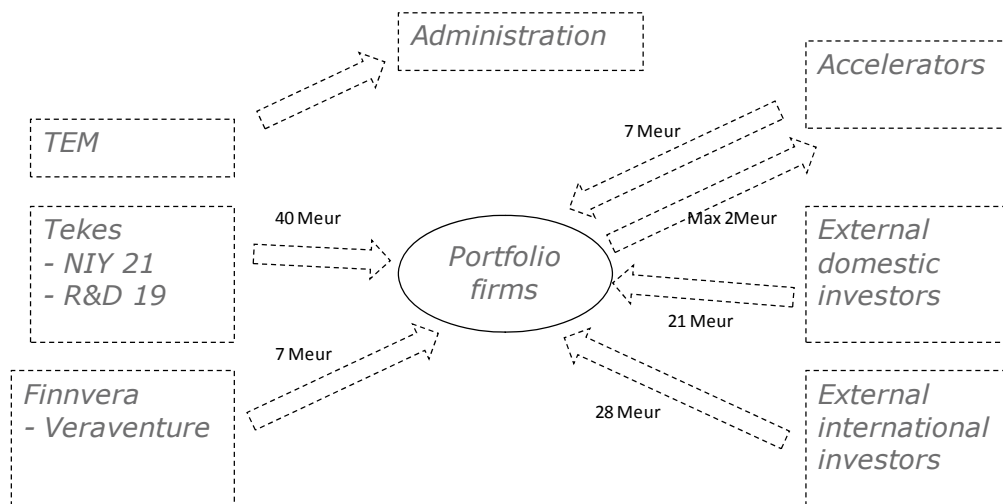 Administration
Accelerators
TEM
7 Meur
Max 2Meur
Tekes
- NIY 21
- R&D 19
40 Meur
Portfolio
firms
External
domestic
investors
21 Meur
Finnvera
- Veraventure
7 Meur
28 Meur
External
international
investors